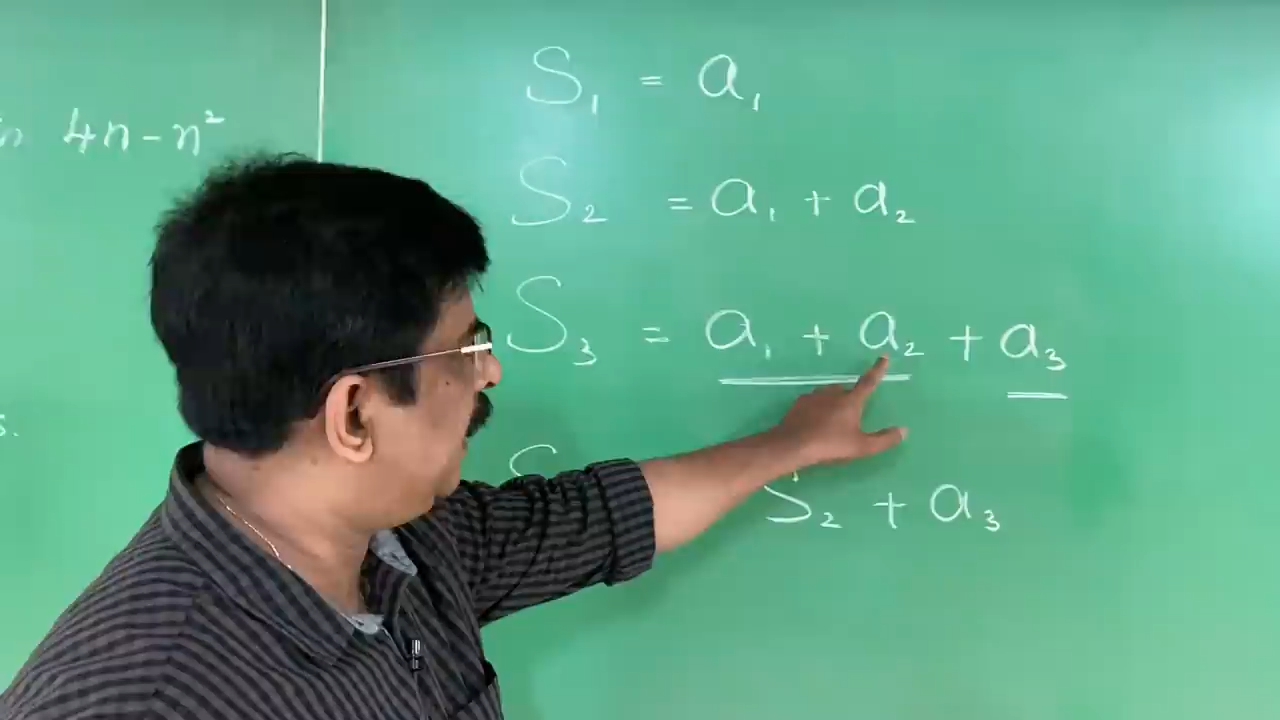 4n - n²
S₁ = a₁
S₂ = a₁ + a₂
S₃ = a₁ + a₂ + a₃
S₂ + a₃